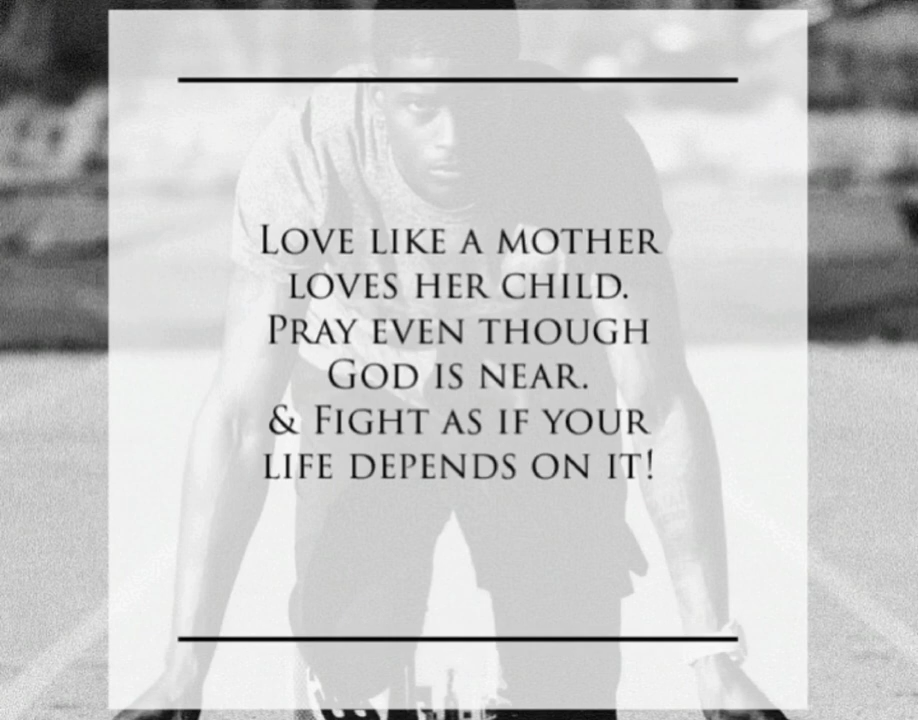 Love like a mother
loves her child.
Pray even though
God is near.
& Fight as if your
life depends on it!